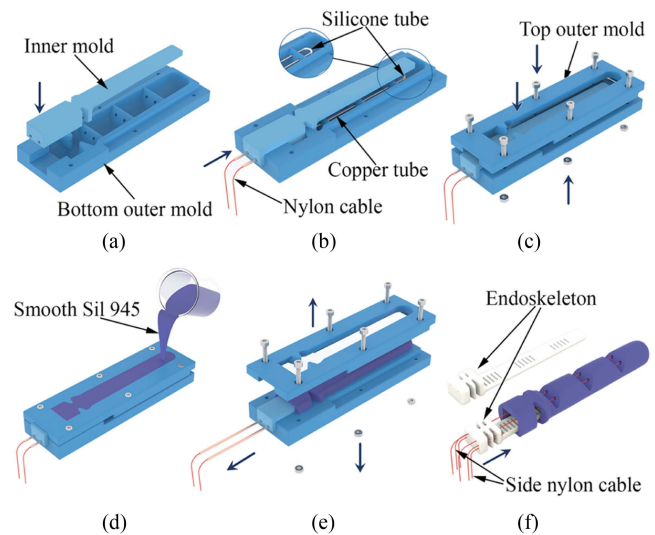 Inner mold
Bottom outer mold
(a)
Silicone tube
Copper tube
Nylon cable
(b)
Top outer mold
(c)
Smooth Sil 945
(d)
(e)
Endoskeleton
Side nylon cable
(f)